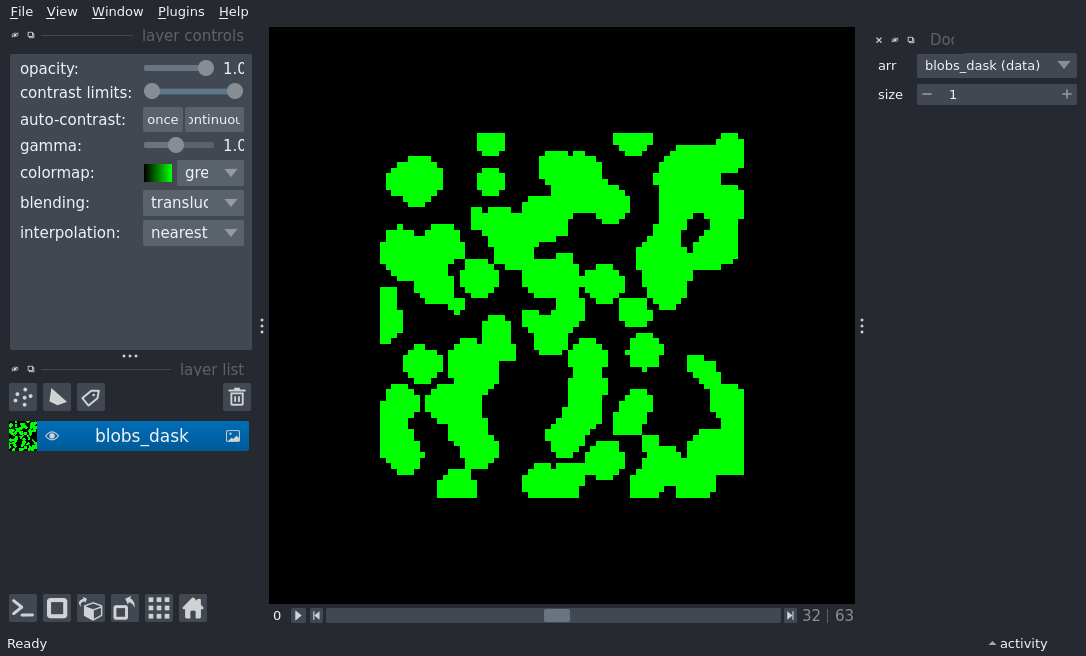 File View Window Plugins Help
layer controls
opacity: 1.0
contrast limits:
auto-contrast: once ontinuou
gamma: 1.0
colormap: gre
blending: transluc
interpolation: nearest
layer list
blobs_dask
0 32 | 63
Ready
Doc
arr blobs_dask (data)
size 1
activity